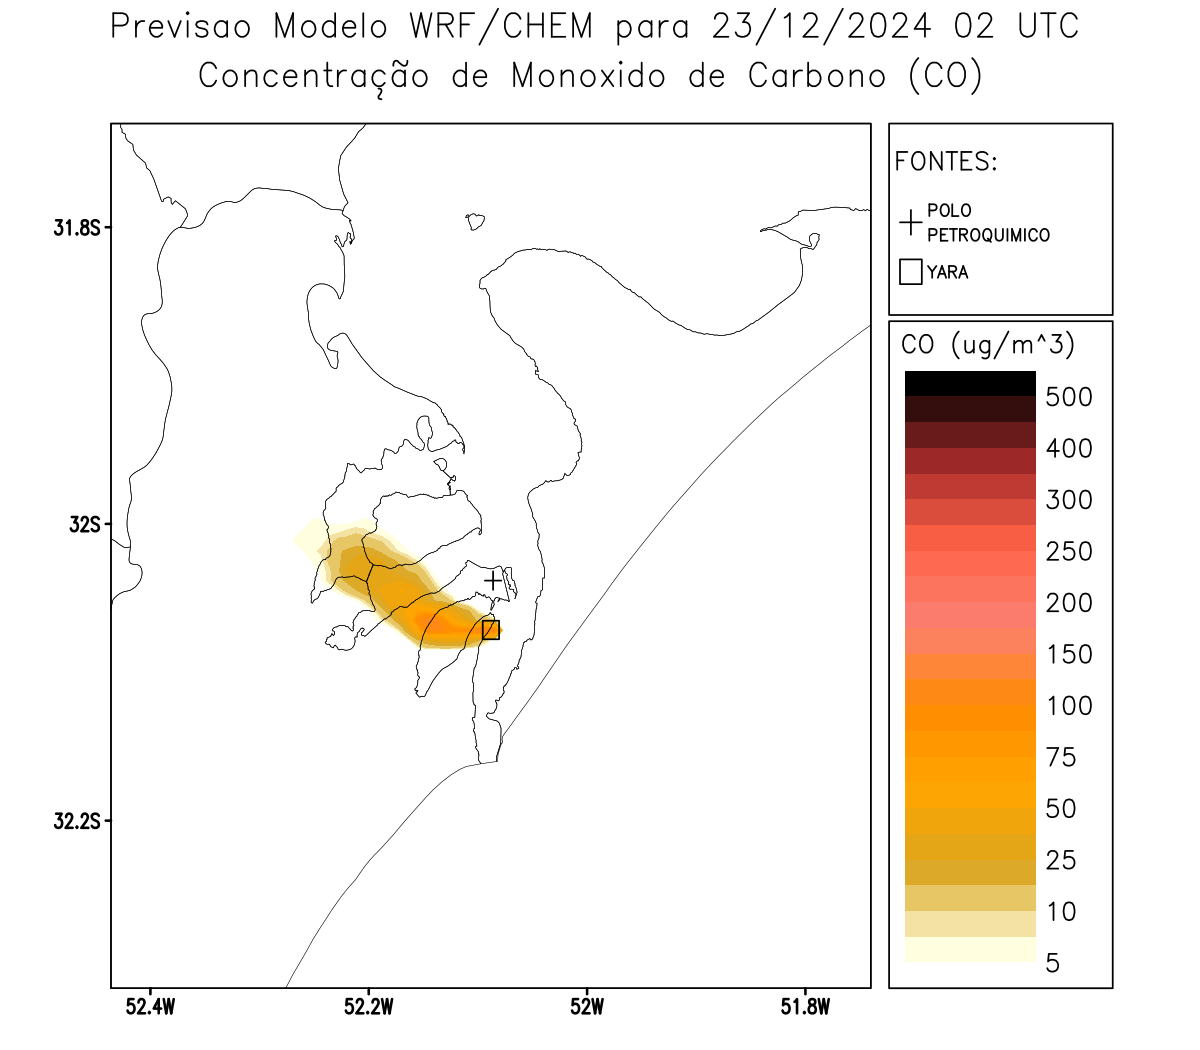 Previsao Modelo WRF/CHEM para 23/12/2024 02 UTC
Concentração de Monoxido de Carbono (CO)
FONTES:
POLO
PETROQUIMICO
YARA
CO (ug/m^3)
500
400
300
250
200
150
100
75
50
25
10
5
31.8S
32S
32.2S
52.4W
52.2W
52W
51.8W